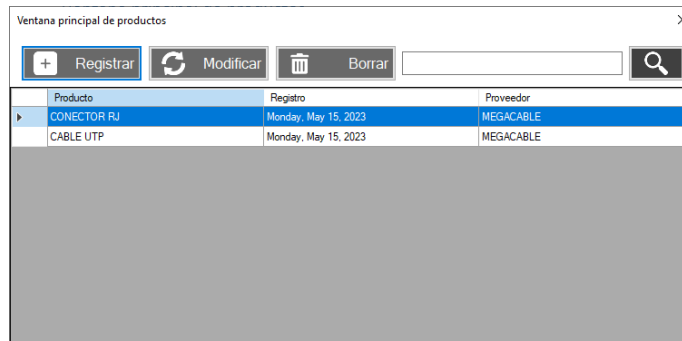 Ventana principal de productos
Registrar Modificar Borrar
Producto Registro Proveedor
CONECTOR RJ Monday, May 15, 2023 MEGACABLE
CABLE UTP Monday, May 15, 2023 MEGACABLE